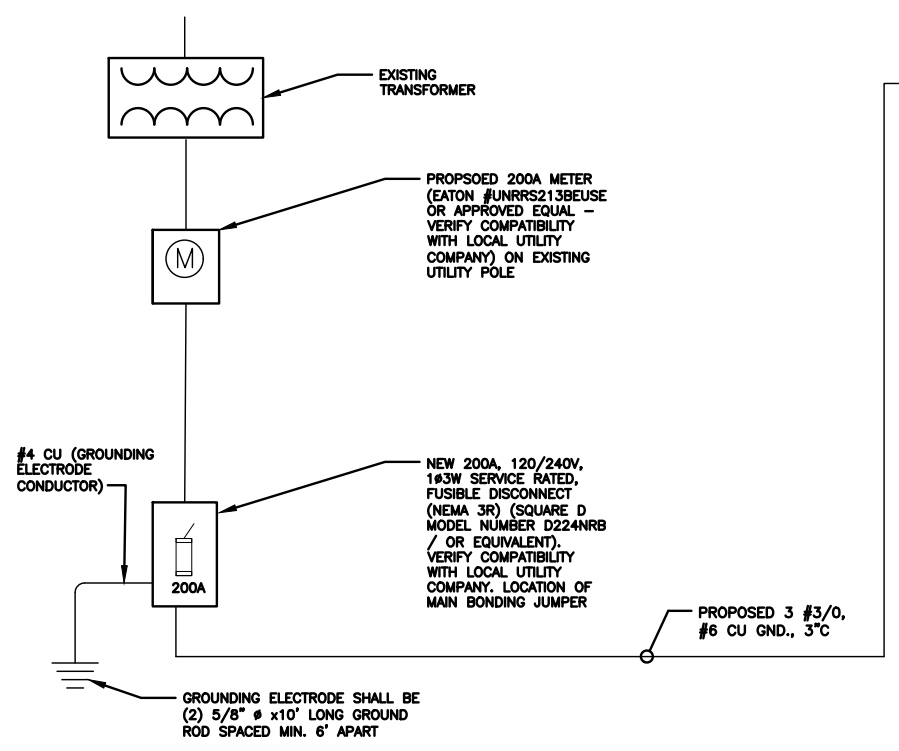 EXISTING
TRANSFORMER
PROPSOED 200A METER
(EATON #UNRRS213BEUSE
OR APPROVED EQUAL –
VERIFY COMPATIBILITY
WITH LOCAL UTILITY
COMPANY) ON EXISTING
UTILITY POLE
M
#4 CU (GROUNDING
ELECTRODE
CONDUCTOR)
NEW 200A, 120/240V,
1ø3W SERVICE RATED,
FUSIBLE DISCONNECT
(NEMA 3R) (SQUARE D
MODEL NUMBER D224NRB
/ OR EQUIVALENT).
VERIFY COMPATIBILITY
WITH LOCAL UTILITY
COMPANY. LOCATION OF
MAIN BONDING JUMPER
200A
PROPOSED 3 #3/0,
#6 CU GND., 3"C
GROUNDING ELECTRODE SHALL BE
(2) 5/8" ø x10' LONG GROUND
ROD SPACED MIN. 6' APART